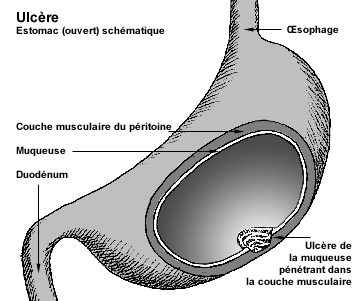 Ulcère
Estomac (ouvert) schématique
Œsophage
Couche musculaire du péritoine
Muqueuse
Duodénum
Ulcère de
la muqueuse
pénétrant dans
la couche musculaire